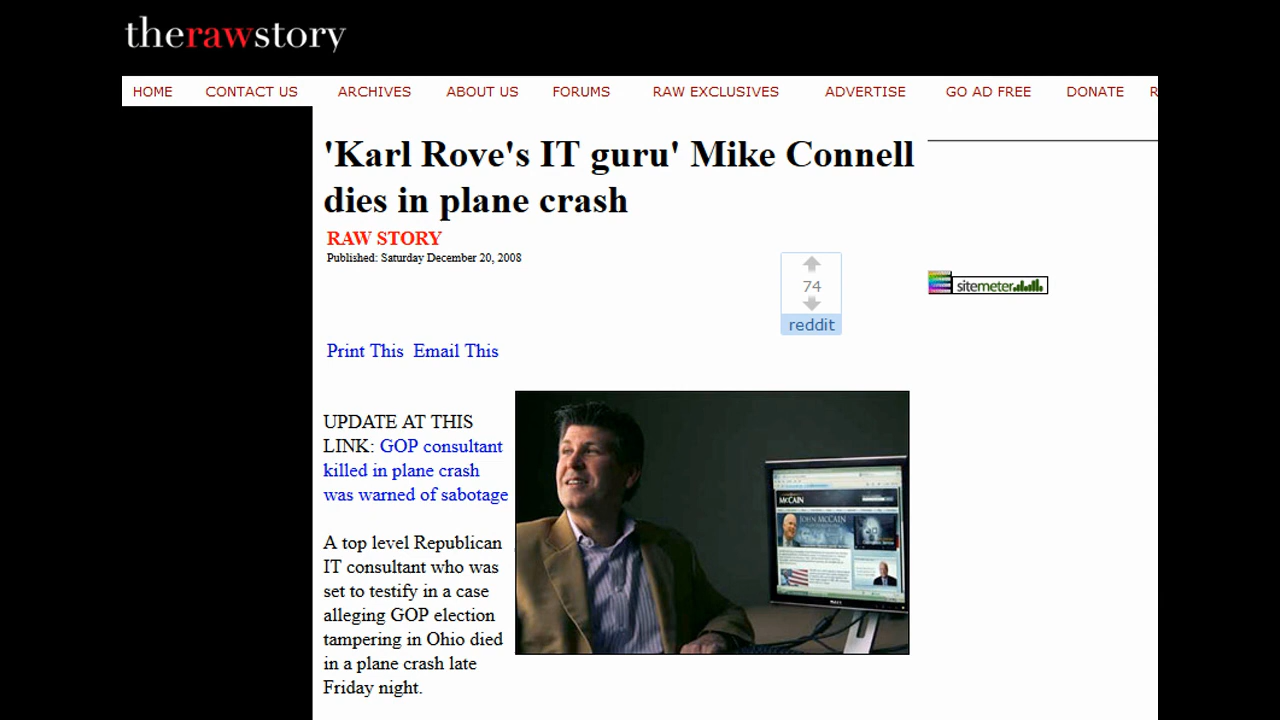 therawstory
HOME CONTACT US ARCHIVES ABOUT US FORUMS RAW EXCLUSIVES ADVERTISE GO AD FREE DONATE R
'Karl Rove's IT guru' Mike Connell
dies in plane crash
RAW STORY
Published: Saturday December 20, 2008
74
reddit
sitemeter
Print This Email This
UPDATE AT THIS
LINK: GOP consultant
killed in plane crash
was warned of sabotage
A top level Republican
IT consultant who was
set to testify in a case
alleging GOP election
tampering in Ohio died
in a plane crash late
Friday night.
McCAIN
JOHN McCAIN